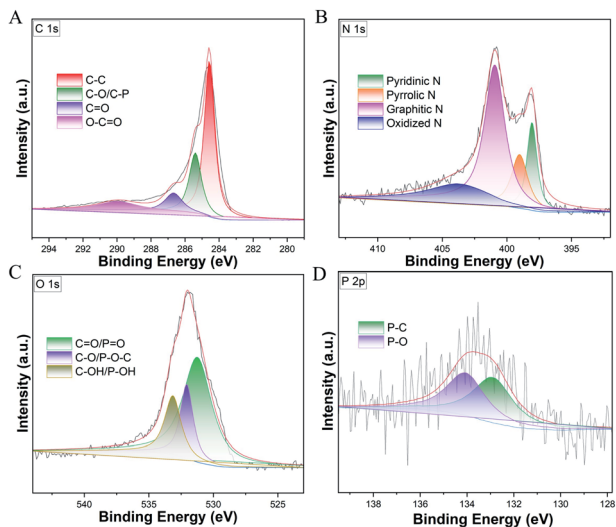 A
C 1s
C-C
C-O/C-P
C=O
O-C=O
Intensity (a.u.)
294 292 290 288 286 284 282 280
Binding Energy (eV)
B
N 1s
Pyridinic N
Pyrrolic N
Graphitic N
Oxidized N
Intensity (a.u.)
410 405 400 395
Binding Energy (eV)
C
O 1s
C=O/P=O
C-O/P-O-C
C-OH/P-OH
Intensity (a.u.)
540 535 530 525
Binding Energy (eV)
D
P 2p
P-C
P-O
Intensity (a.u.)
138 136 134 132 130 128
Binding Energy (eV)